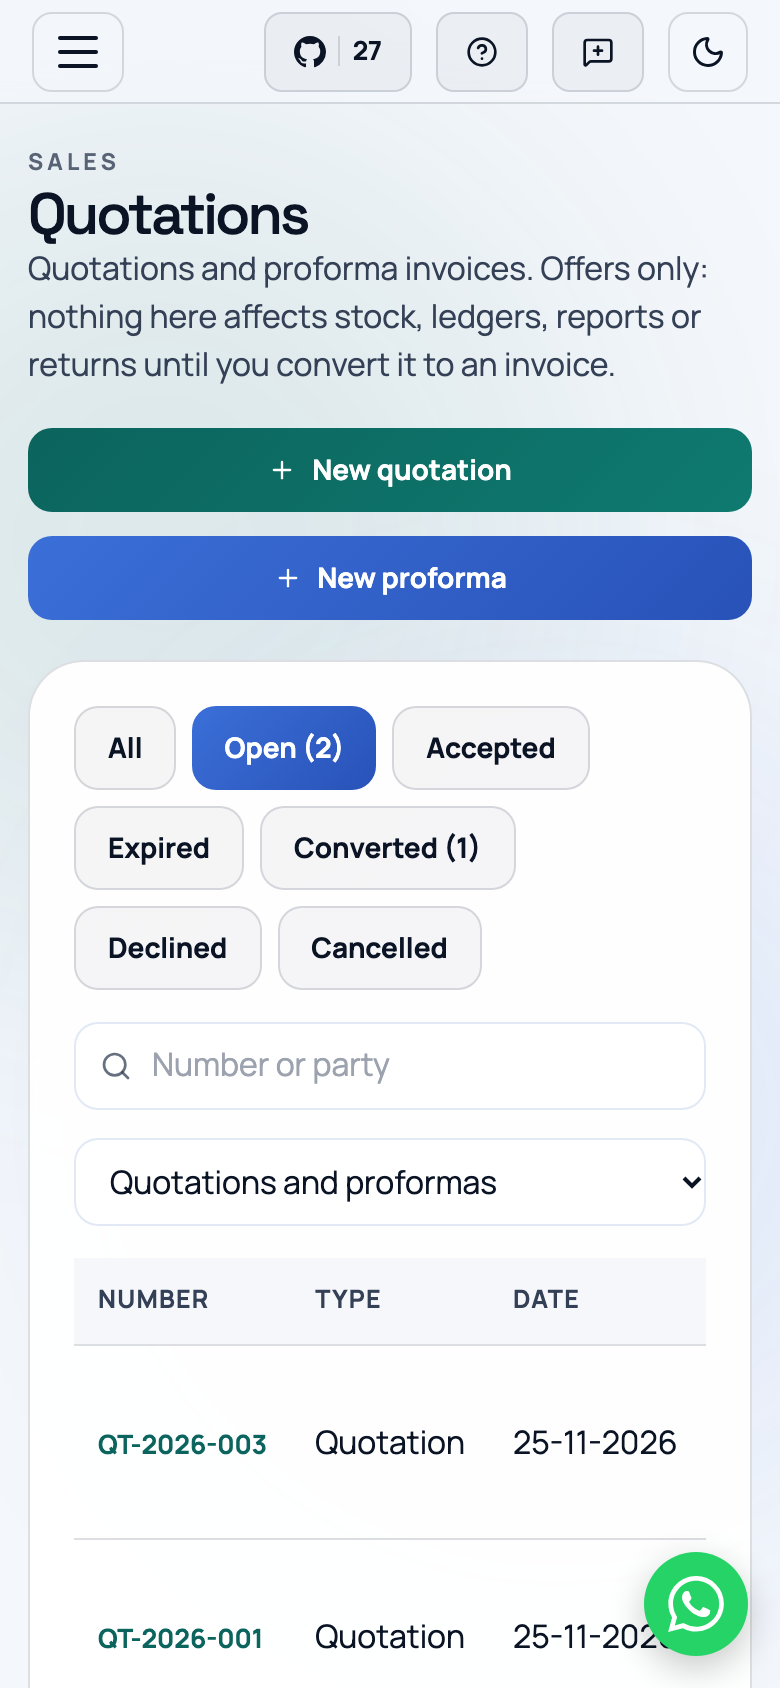 27
SALES
Quotations
Quotations and proforma invoices. Offers only:
nothing here affects stock, ledgers, reports or
returns until you convert it to an invoice.
+ New quotation
+ New proforma
All Open (2) Accepted
Expired Converted (1)
Declined Cancelled
Number or party
Quotations and proformas
NUMBER TYPE DATE
QT-2026-003 Quotation 25-11-2026
QT-2026-001 Quotation